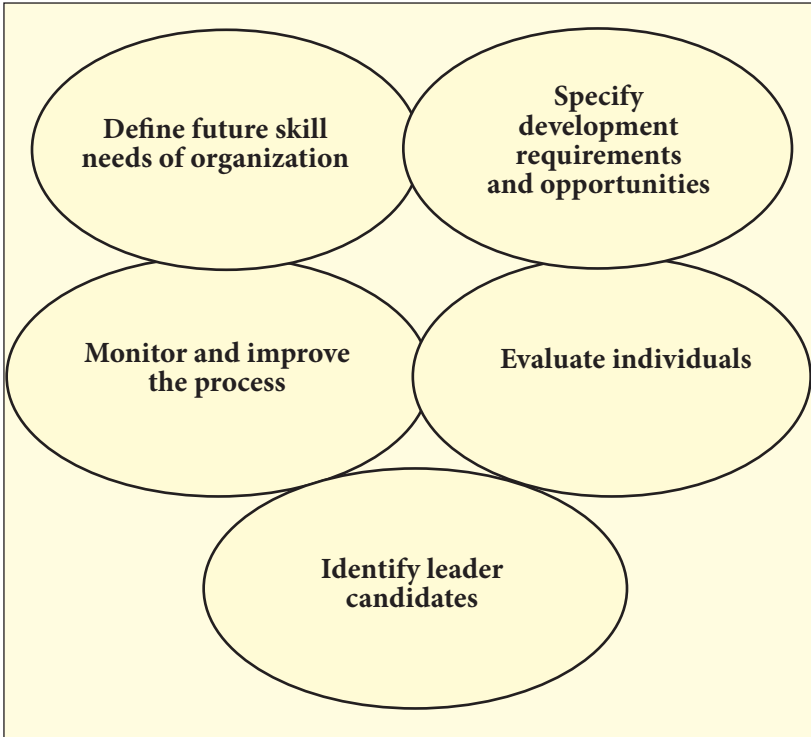 Define future skill
needs of organization
Specify
development
requirements
and opportunities
Monitor and improve
the process
Evaluate individuals
Identify leader
candidates